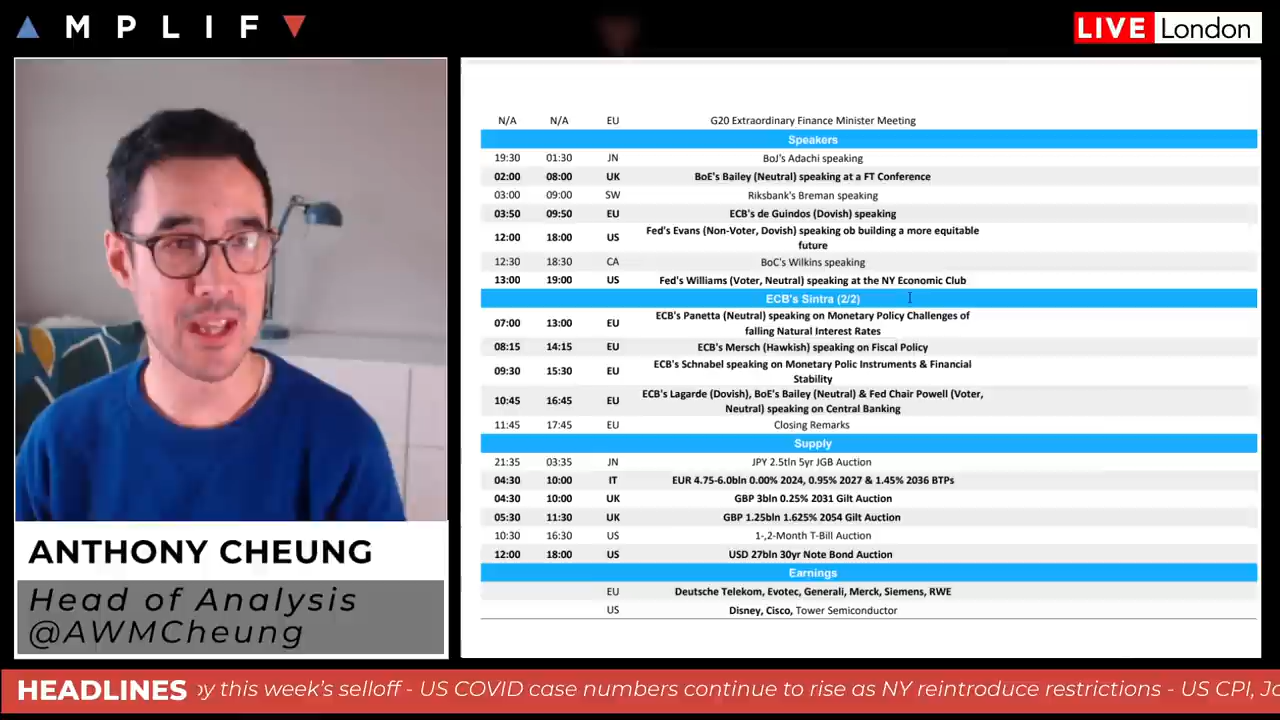 AMPLIFY
LIVE London
N/A N/A EU G20 Extraordinary Finance Minister Meeting
Speakers
19:30 01:30 JN BoJ's Adachi speaking
02:00 08:00 UK BoE's Bailey (Neutral) speaking at a FT Conference
03:00 09:00 SW Riksbank's Breman speaking
03:50 09:50 EU ECB's de Guindos (Dovish) speaking
12:00 18:00 US Fed's Evans (Non-Voter, Dovish) speaking ob building a more equitable
future
12:30 18:30 CA BoC's Wilkins speaking
13:00 19:00 US Fed's Williams (Voter, Neutral) speaking at the NY Economic Club
ECB's Sintra (2/2)
07:00 13:00 EU ECB's Panetta (Neutral) speaking on Monetary Policy Challenges of
falling Natural Interest Rates
08:15 14:15 EU ECB's Mersch (Hawkish) speaking on Fiscal Policy
09:30 15:30 EU ECB's Schnabel speaking on Monetary Polic Instruments & Financial
Stability
10:45 16:45 EU ECB's Lagarde (Dovish), BoE's Bailey (Neutral) & Fed Chair Powell (Voter,
Neutral) speaking on Central Banking
11:45 17:45 EU Closing Remarks
Supply
21:35 03:35 JN JPY 2.5tln 5yr JGB Auction
04:30 10:00 IT EUR 4.75-6.0bln 0.00% 2024, 0.95% 2027 & 1.45% 2036 BTPs
04:30 10:00 UK GBP 3bln 0.25% 2031 Gilt Auction
05:30 11:30 UK GBP 1.25bln 1.625% 2054 Gilt Auction
10:30 16:30 US 1-,2-Month T-Bill Auction
12:00 18:00 US USD 27bln 30yr Note Bond Auction
Earnings
EU Deutsche Telekom, Evotec, Generali, Merck, Siemens, RWE
US Disney, Cisco, Tower Semiconductor
ANTHONY CHEUNG
Head of Analysis
@AWMCheung
HEADLINES by this week's selloff - US COVID case numbers continue to rise as NY reintroduce restrictions - US CPI, Jo